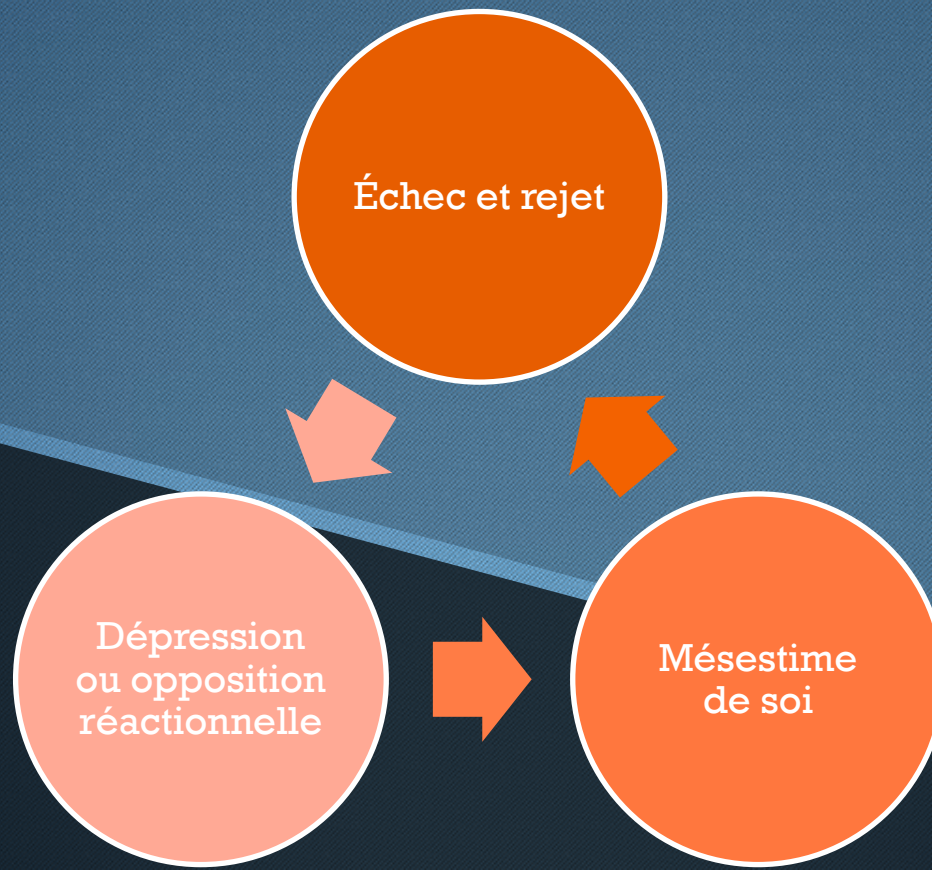 Échec et rejet
Dépression
ou opposition
réactionnelle
Mésestime
de soi